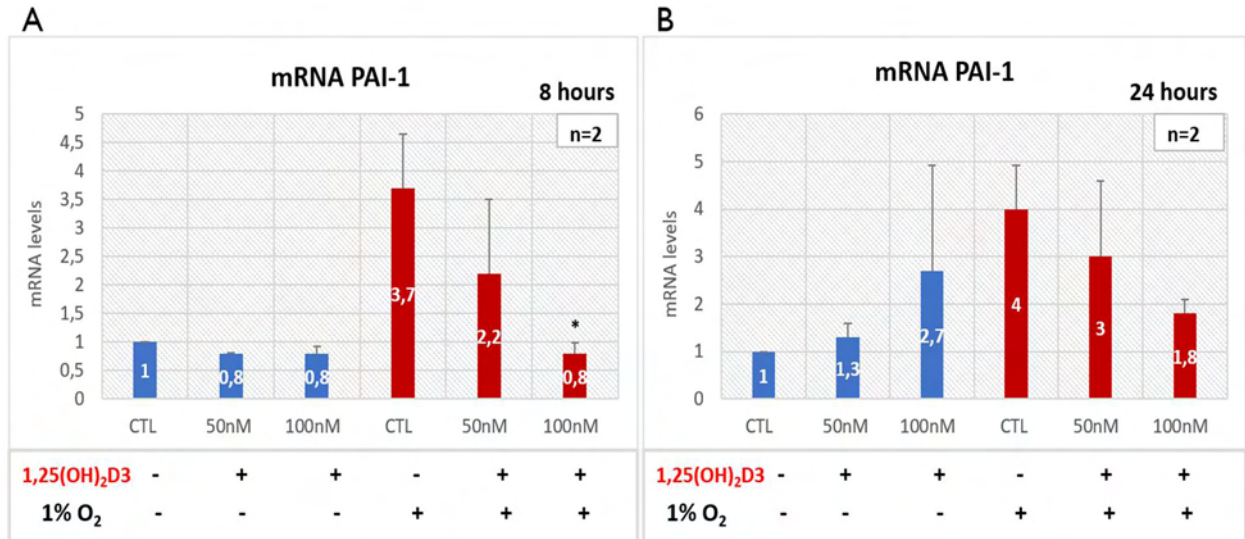 A
mRNA PAI-1
8 hours
n=2
5
4,5
4
3,5
3
2,5
2
1,5
1
0,5
0
mRNA levels
1
0,8
0,8
3,7
2,2
*
0,8
CTL 50nM 100nM CTL 50nM 100nM
1,25(OH)₂D3 - + + - + +
1% O₂ - - - + + +
B
mRNA PAI-1
24 hours
n=2
6
5
4
3
2
1
0
mRNA levels
1
1,3
2,7
4
3
1,8
CTL 50nM 100nM CTL 50nM 100nM
1,25(OH)₂D3 - + + - + +
1% O₂ - - - + + +